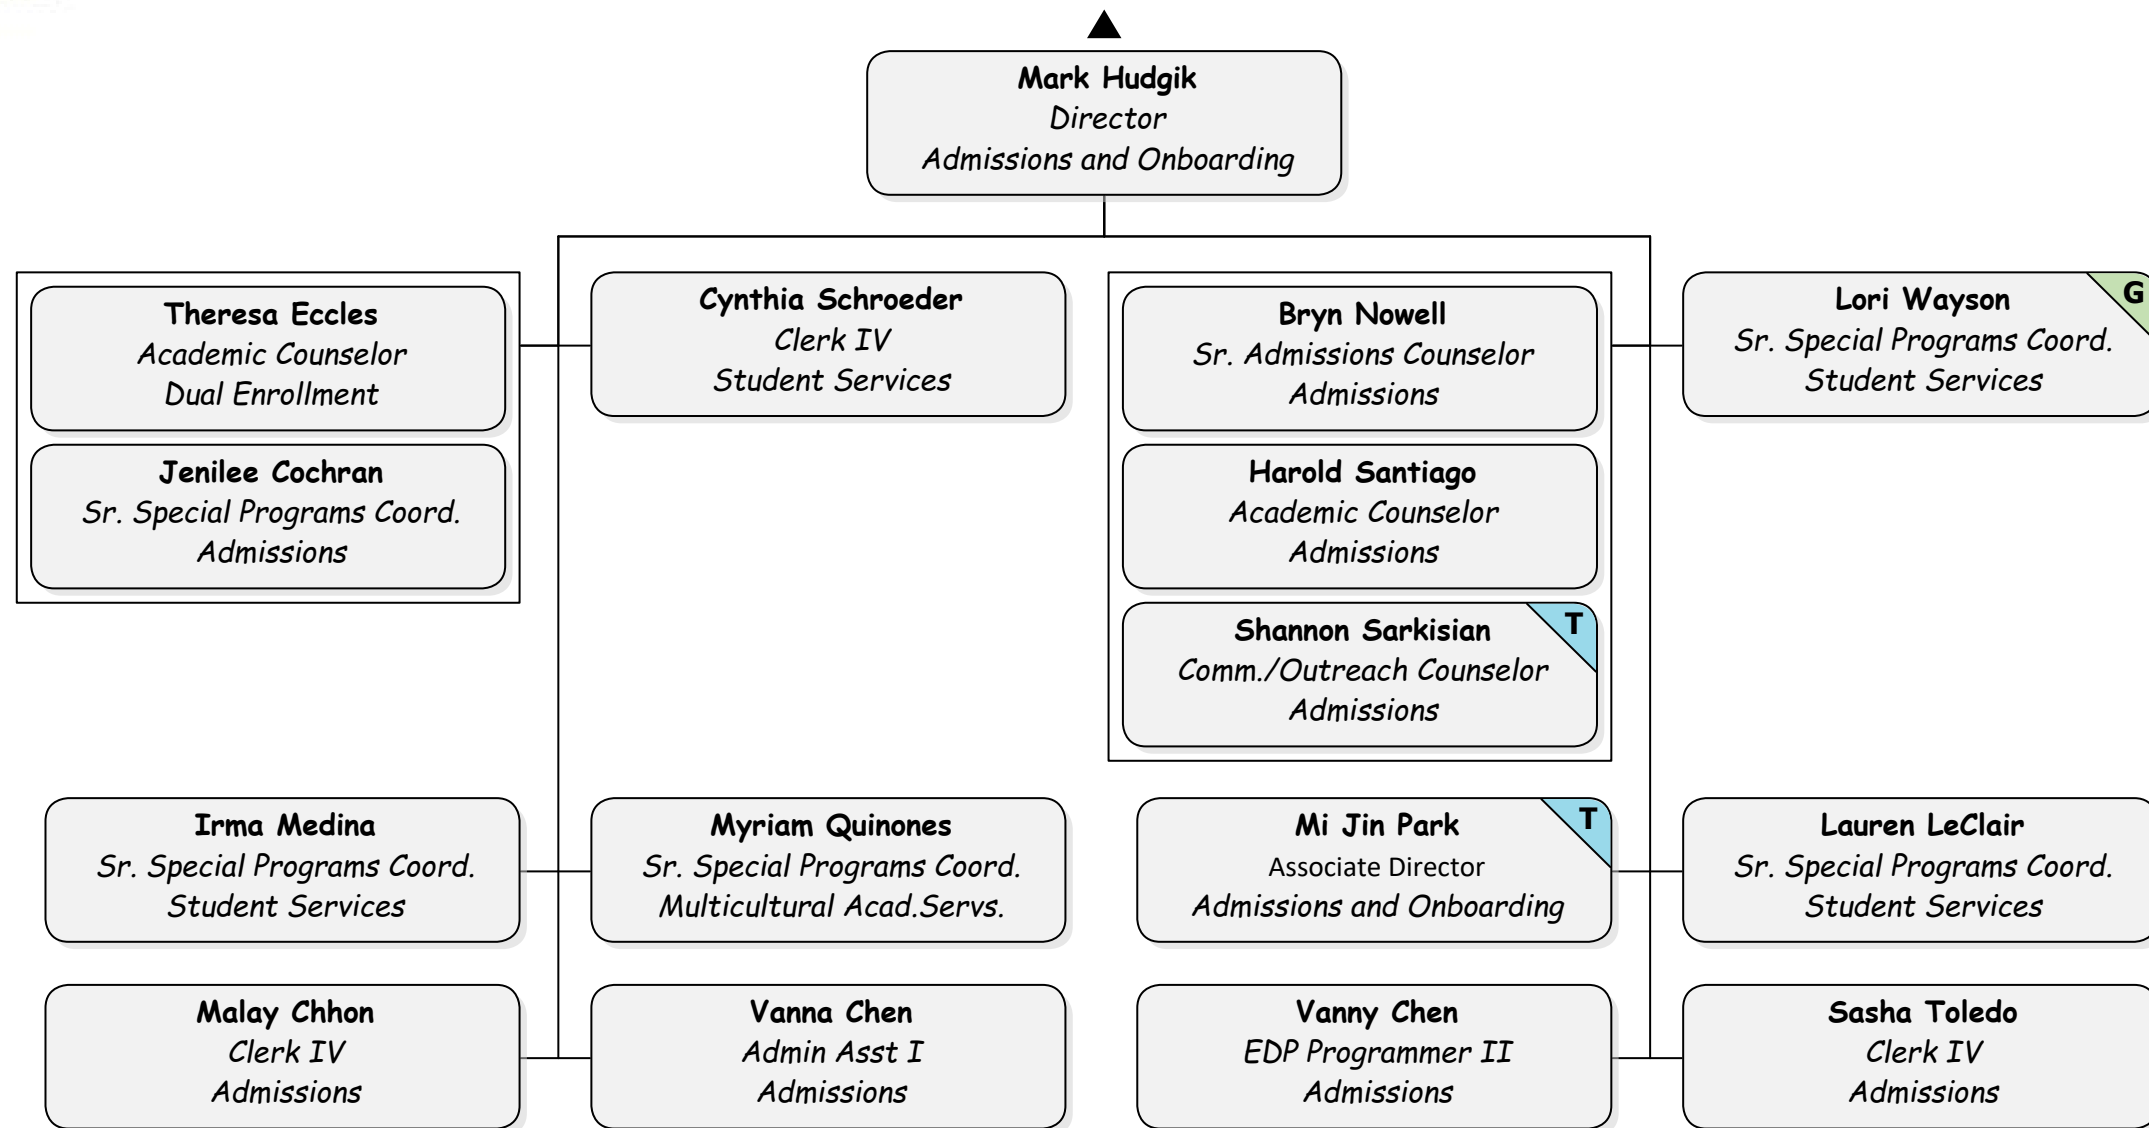 Mark Hudgik
Director
Admissions and Onboarding
Theresa Eccles
Academic Counselor
Dual Enrollment
Jenilee Cochran
Sr. Special Programs Coord.
Admissions
Cynthia Schroeder
Clerk IV
Student Services
Bryn Nowell
Sr. Admissions Counselor
Admissions
Harold Santiago
Academic Counselor
Admissions
Shannon Sarkisian
T
Comm./Outreach Counselor
Admissions
Lori Wayson
G
Sr. Special Programs Coord.
Student Services
Irma Medina
Sr. Special Programs Coord.
Student Services
Myriam Quinones
Sr. Special Programs Coord.
Multicultural Acad.Servs.
Mi Jin Park
T
Associate Director
Admissions and Onboarding
Lauren LeClair
Sr. Special Programs Coord.
Student Services
Malay Chhon
Clerk IV
Admissions
Vanna Chen
Admin Asst I
Admissions
Vanny Chen
EDP Programmer II
Admissions
Sasha Toledo
Clerk IV
Admissions